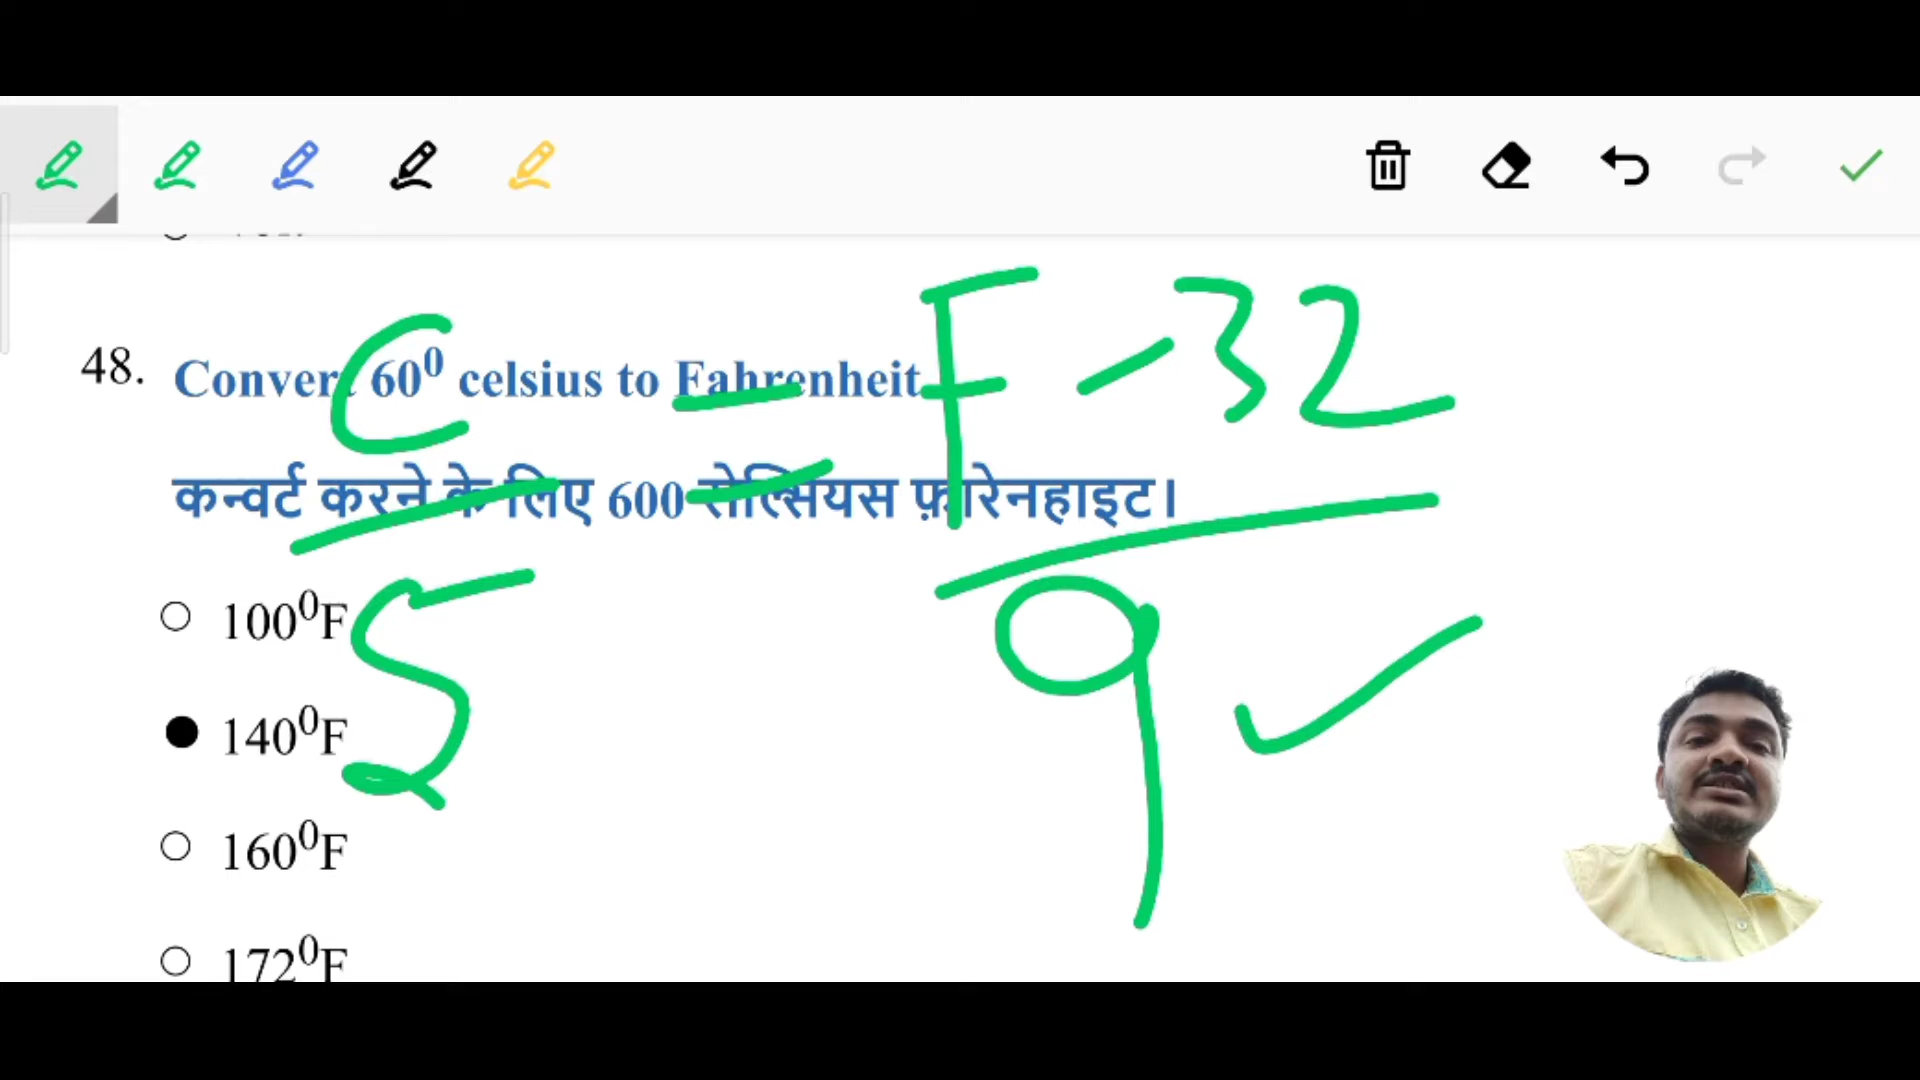 48. Convert 60⁰ celsius to Fahrenheit
कन्वर्ट करने के लिए 600 सेल्सियस फ़ारेनहाइट।
100⁰F
140⁰F
160⁰F
172⁰F
C = F - 32
5 9